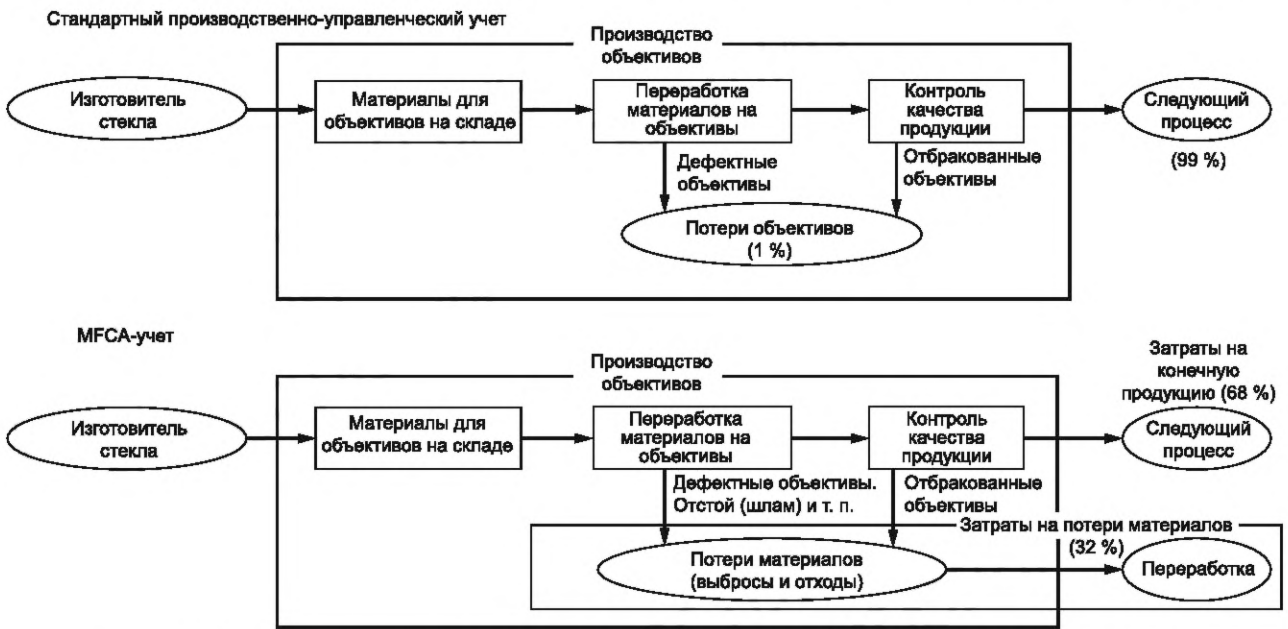 Стандартный производственно-управленческий учет
Производство
объективов
Изготовитель
стекла
Материалы для
объективов на складе
Переработка
материалов на
объективы
Контроль
качества
продукции
Следующий
процесс
(99 %)
Дефектные
объективы
Отбракованные
объективы
Потери объективов
(1 %)
MFCA-учет
Производство
объективов
Затраты на
конечную
продукцию (68 %)
Изготовитель
стекла
Материалы для
объективов на складе
Переработка
материалов на
объективы
Контроль
качества
продукции
Следующий
процесс
Дефектные объективы.
Отстой (шлам) и т. п.
Отбракованные
объективы
Затраты на потери материалов
(32 %)
Потери материалов
(выбросы и отходы)
Переработка